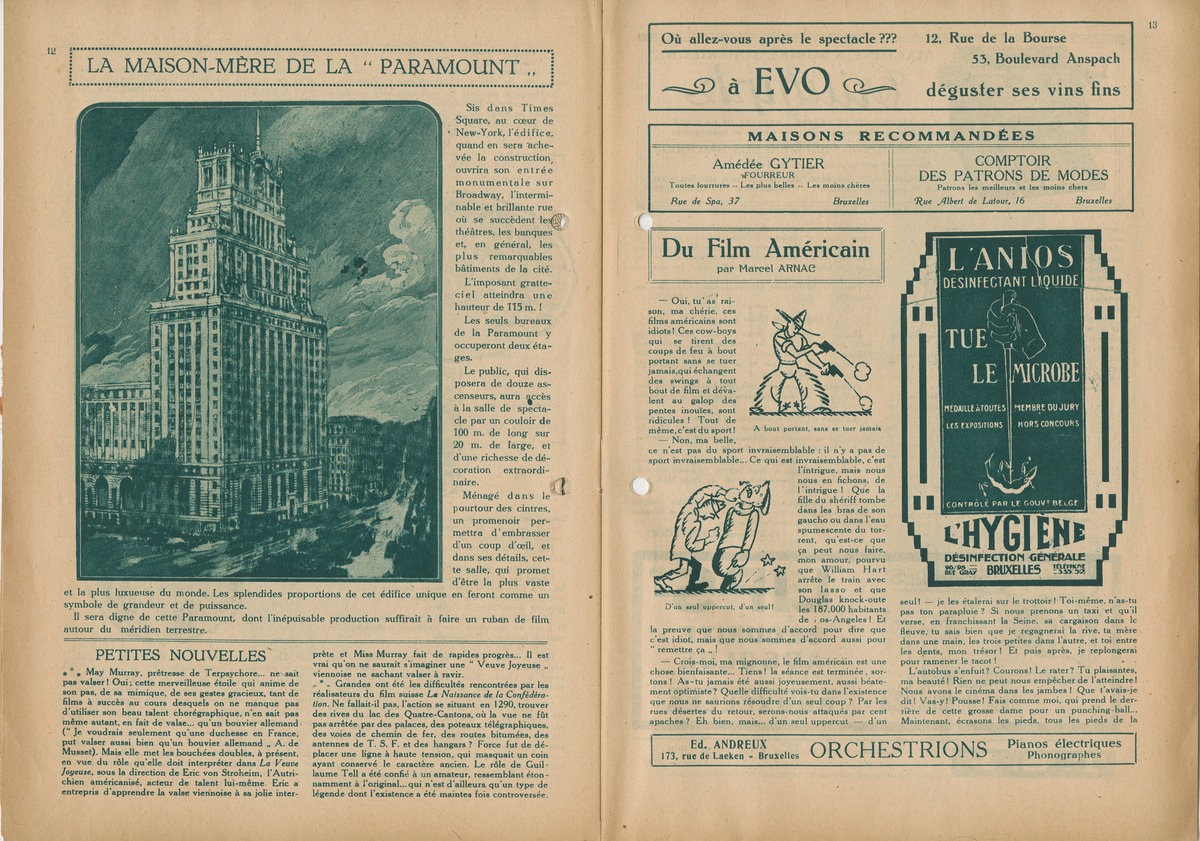 12
LA MAISON-MÈRE DE LA “ PARAMOUNT „
Sis dans Times
Square, au cœur de
New-York, l'édifice,
quand en sera ache-
vée la construction,
ouvrira son entrée
monumentale sur
Broadway, l'intermi-
nable et brillante rue
où se succèdent les
théâtres, les banques
et, en général, les
plus remarquables
bâtiments de la cité.
L'imposant gratte-
ciel atteindra une
hauteur de 115 m. !
Les seuls bureaux
de la Paramount y
occuperont deux éta-
ges.
Le public, qui dis-
posera de douze as-
censeurs, aura accès
à la salle de specta-
cle par un couloir de
100 m. de long sur
20 m. de large, et
d'une richesse de dé-
coration extraordi-
naire.
Ménagé dans le
pourtour des cintres,
un promenoir per-
mettra d'embrasser
d'un coup d'œil, et
dans ses détails, cet-
te salle, qui promet
d'être la plus vaste
et la plus luxueuse du monde. Les splendides proportions de cet édifice unique en feront comme un
symbole de grandeur et de puissance.
Il sera digne de cette Paramount, dont l'inépuisable production suffirait à faire un ruban de film
autour du méridien terrestre.
PETITES NOUVELLES
*** May Murray, prêtresse de Terpsychore... ne sait
pas valser ! Oui ; cette merveilleuse étoile qui anime de
son pas, de sa mimique, de ses gestes gracieux, tant de
films à succès au cours desquels on ne manque pas
d'utiliser son beau talent chorégraphique, n'en sait pas
même autant, en fait de valse... qu'un bouvier allemand
(“ Je voudrais seulement qu'une duchesse en France,
put valser aussi bien qu'un bouvier allemand „ A. de
Musset). Mais elle met les bouchées doubles, à présent,
en vue du rôle qu'elle doit interpréter dans La Veuve
Joyeuse, sous la direction de Eric von Stroheim, l'Autri-
chien américanisé, acteur de talent lui-même. Eric a
entrepris d'apprendre la valse viennoise à sa jolie inter-
prète et Miss Murray fait de rapides progrès... Il est
vrai qu'on ne saurait s'imaginer une “ Veuve Joyeuse „
viennoise ne sachant valser à ravir.
*** Grandes ont été les difficultés rencontrées par les
réalisateurs du film suisse La Naissance de la Confédéra-
tion. Ne fallait-il pas, l'action se situant en 1290, trouver
des rives du lac des Quatre-Cantons, où la vue ne fût
pas arrêtée par des palaces, des poteaux télégraphiques,
des voies de chemin de fer, des routes bitumées, des
antennes de T. S. F. et des hangars ? Force fut de dé-
placer une ligne à haute tension, qui masquait un coin
ayant conservé le caractère ancien. Le rôle de Guil-
laume Tell a été confié à un amateur, ressemblant éton-
namment à l'original... qui n'est d'ailleurs qu'un type de
légende dont l'existence a été maintes fois controversée.
13
Où allez-vous après le spectacle ???
à EVO
12, Rue de la Bourse
53, Boulevard Anspach
déguster ses vins fins
MAISONS RECOMMANDÉES
Amédée GYTIER
FOURREUR
Toutes fourrures -- Les plus belles -- Les moins chères
Rue de Spa, 37 Bruxelles
COMPTOIR
DES PATRONS DE MODES
Patrons les meilleurs et les moins chers
Rue Albert de Latour, 16 Bruxelles
Du Film Américain
par Marcel ARNAC
— Oui, tu as rai-
son, ma chérie, ces
films américains sont
idiots ! Ces cow-boys
qui se tirent des
coups de feu à bout
portant sans se tuer
jamais, qui échangent
des swings à tout
bout de film et déva-
lent au galop des
pentes inouïes, sont
ridicules ! Tout de
même, c'est du sport !
— Non, ma belle,
A bout portant, sans se tuer jamais
ce n'est pas du sport invraisemblable : il n'y a pas de
sport invraisemblable... Ce qui est invraisemblable, c'est
l'intrigue, mais nous
nous en fichons, de
l'intrigue ! Que la
fille du shériff tombe
dans les bras de son
gaucho ou dans l'eau
spumescente du tor-
rent, qu'est-ce que
ça peut nous faire,
mon amour, pourvu
que William Hart
arrête le train avec
son lasso et que
Douglas knock-oute
les 187.000 habitants
de Los-Angeles ! Et
D'un seul uppercut, d'un seul !
la preuve que nous sommes d'accord pour dire que
c'est idiot, mais que nous sommes d'accord aussi pour
“ remettre ça „ !
— Crois-moi, ma mignonne, le film américain est une
chose bienfaisante... Tiens ! la séance est terminée, sor-
tons ! As-tu jamais été aussi joyeusement, aussi béate-
ment optimiste ? Quelle difficulté vois-tu dans l'existence
que nous ne saurions résoudre d'un seul coup ? Par les
rues désertes du retour, serons-nous attaqués par cent
apaches ? Eh bien, mais... d'un seul uppercut — d'un
L'ANIOS
DÉSINFECTANT LIQUIDE
TUE
LE MICROBE
MÉDAILLE À TOUTES
LES EXPOSITIONS
MEMBRE DU JURY
HORS CONCOURS
CONTRÔLÉ PAR LE GOUVT BELGE
L'HYGIÈNE
DÉSINFECTION GÉNÉRALE
96/98
RUE GRAY
BRUXELLES
TÉLÉPHNE
333.52
seul ! — je les étalerai sur le trottoir ! Toi-même, n'as-tu
pas ton parapluie ? Si nous prenons un taxi et qu'il
verse, en franchissant la Seine, sa cargaison dans le
fleuve, tu sais bien que je regagnerai la rive, ta mère
dans une main, les trois petites dans l'autre, et toi entre
les dents, mon trésor ! Et puis après, je replongerai
pour ramener le tacot !
L'autobus s'enfuit ? Courons ! Le rater ? Tu plaisantes,
ma beauté ! Rien ne peut nous empêcher de l'atteindre !
Nous avons le cinéma dans les jambes ! Que t'avais-je
dit ! Vas-y ! Pousse ! Fais comme moi, qui prend le der-
rière de cette grosse dame pour un punching-ball...
Maintenant, écrasons les pieds, tous les pieds de la
Ed. ANDREUX
173, rue de Laeken - Bruxelles
ORCHESTRIONS
Pianos électriques
Phonographes